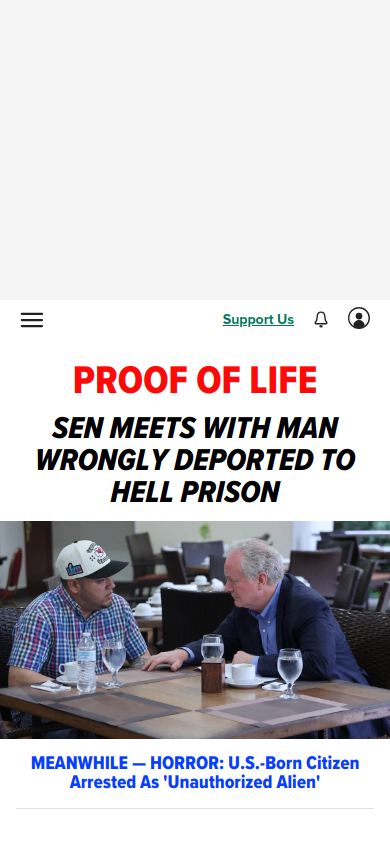 Support Us
PROOF OF LIFE
SEN MEETS WITH MAN
WRONGLY DEPORTED TO
HELL PRISON
MEANWHILE — HORROR: U.S.-Born Citizen
Arrested As 'Unauthorized Alien'